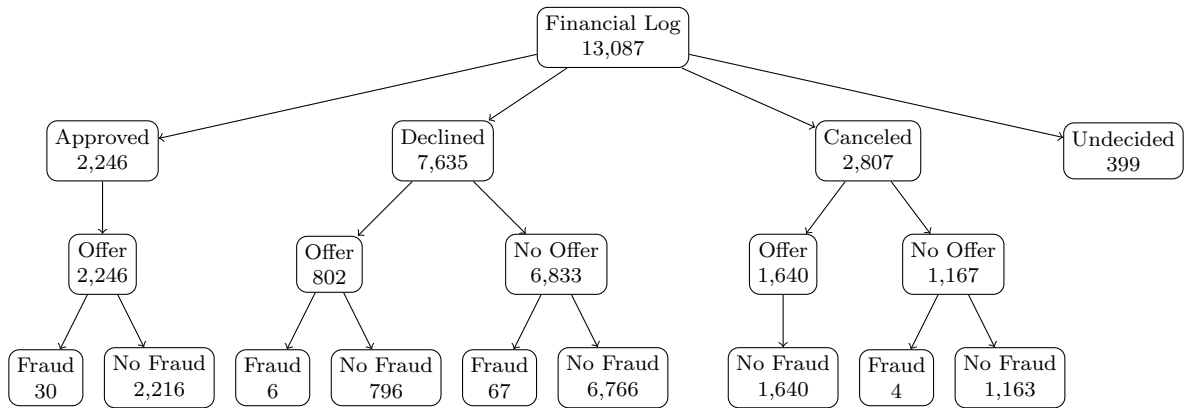 Financial Log
13,087
Approved
2,246
Declined
7,635
Canceled
2,807
Undecided
399
Offer
2,246
Offer
802
No Offer
6,833
Offer
1,640
No Offer
1,167
Fraud
30
No Fraud
2,216
Fraud
6
No Fraud
796
Fraud
67
No Fraud
6,766
No Fraud
1,640
Fraud
4
No Fraud
1,163